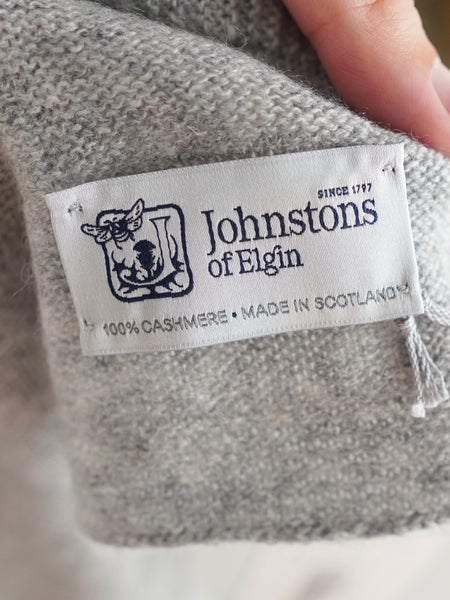 SINCE 1797
Johnstons
of Elgin
100% CASHMERE • MADE IN SCOTLAND